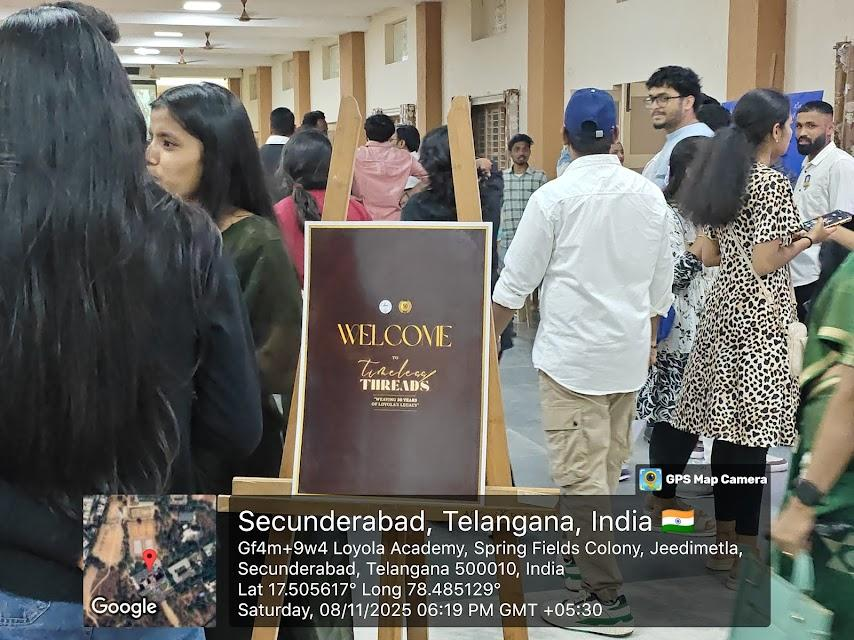 WELCOME
TO
timeless
THREADS
"WEAVING 50 YEARS
OF LOYOLA'S LEGACY"
GPS Map Camera
Secunderabad, Telangana, India
Gf4m+9w4 Loyola Academy, Spring Fields Colony, Jeedimetla,
Secunderabad, Telangana 500010, India
Lat 17.505617° Long 78.485129°
Saturday, 08/11/2025 06:19 PM GMT +05:30
Google